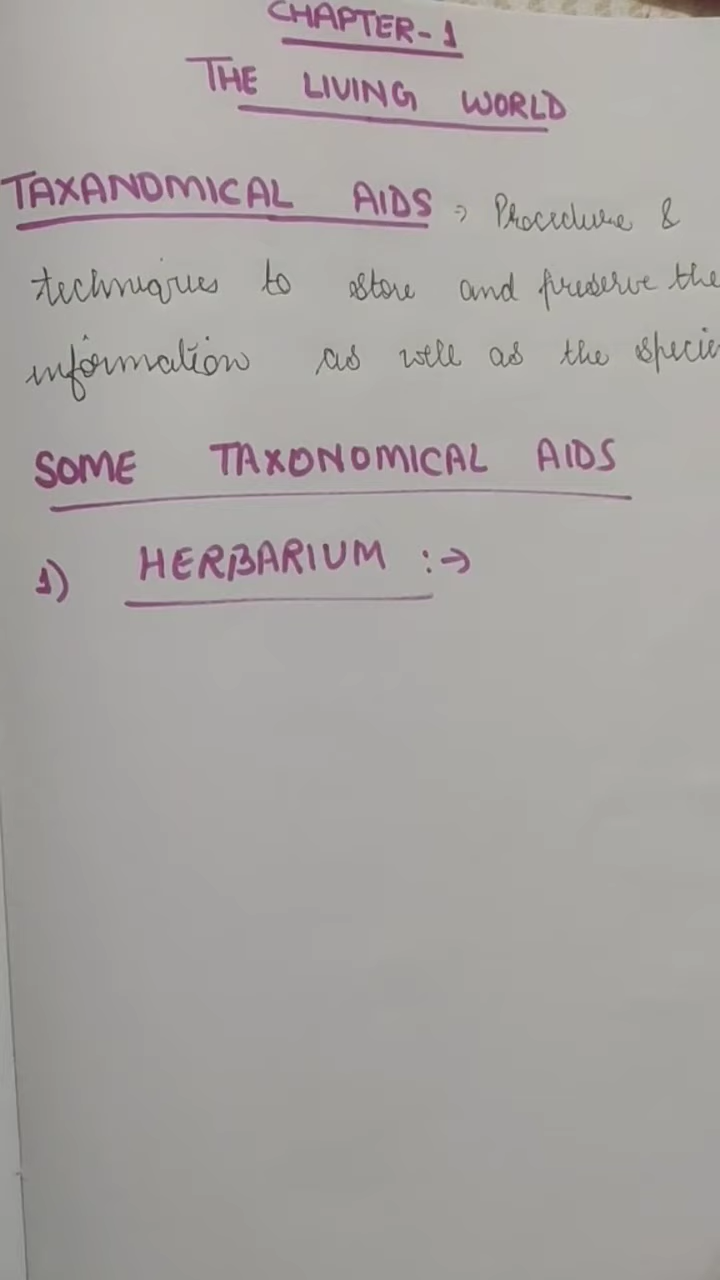 CHAPTER-1
THE LIVING WORLD
TAXANOMICAL AIDS → Procedure &
techniques to store and preserve the
information as well as the specie
SOME TAXONOMICAL AIDS
1) HERBARIUM :→